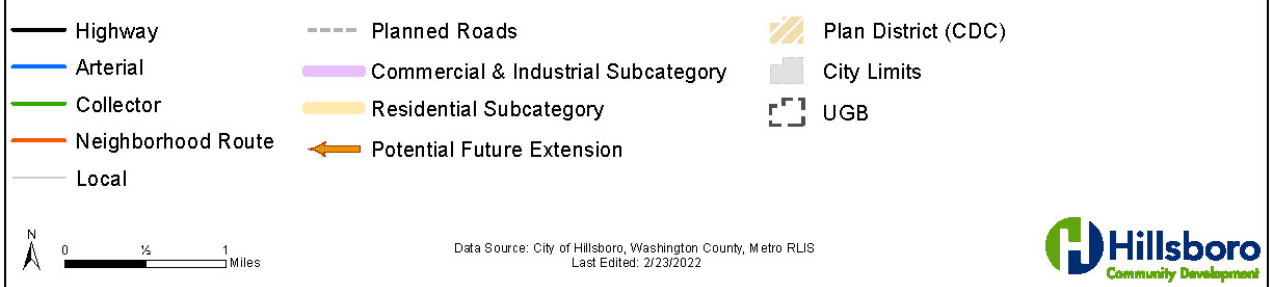 Highway
Arterial
Collector
Neighborhood Route
Local
Planned Roads
Commercial & Industrial Subcategory
Residential Subcategory
Potential Future Extension
Plan District (CDC)
City Limits
UGB
N
0 ½ 1
Miles
Data Source: City of Hillsboro, Washington County, Metro RLIS
Last Edited: 2/23/2022
Hillsboro
Community Development